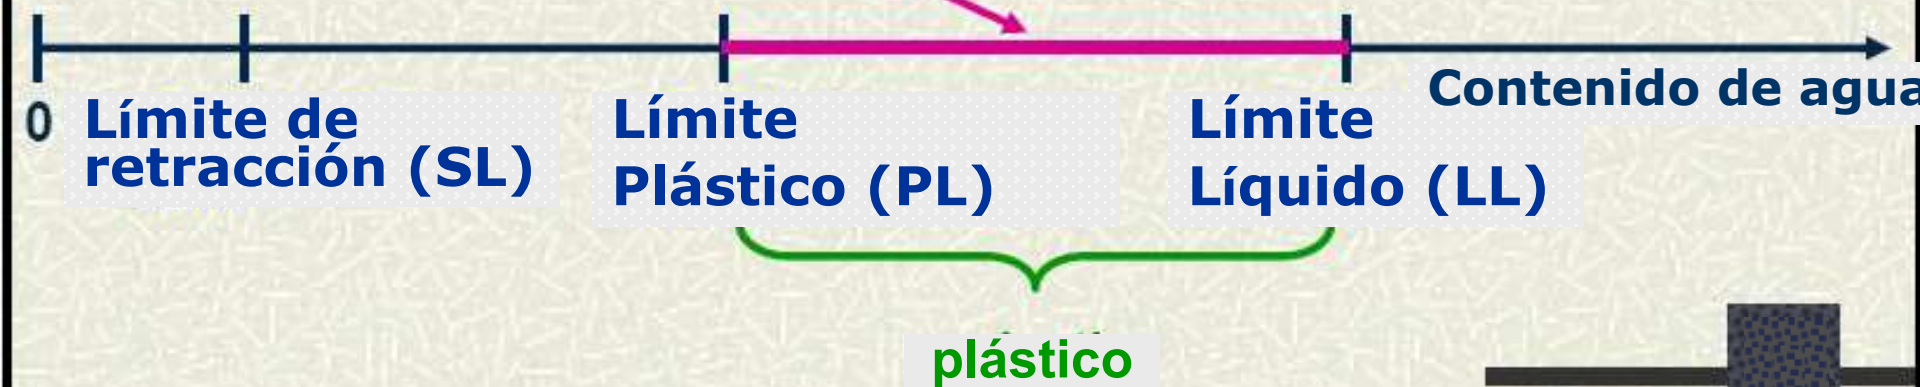 Contenido de agua
0
Límite de
retracción (SL)
Límite
Plástico (PL)
Límite
Líquido (LL)
plástico